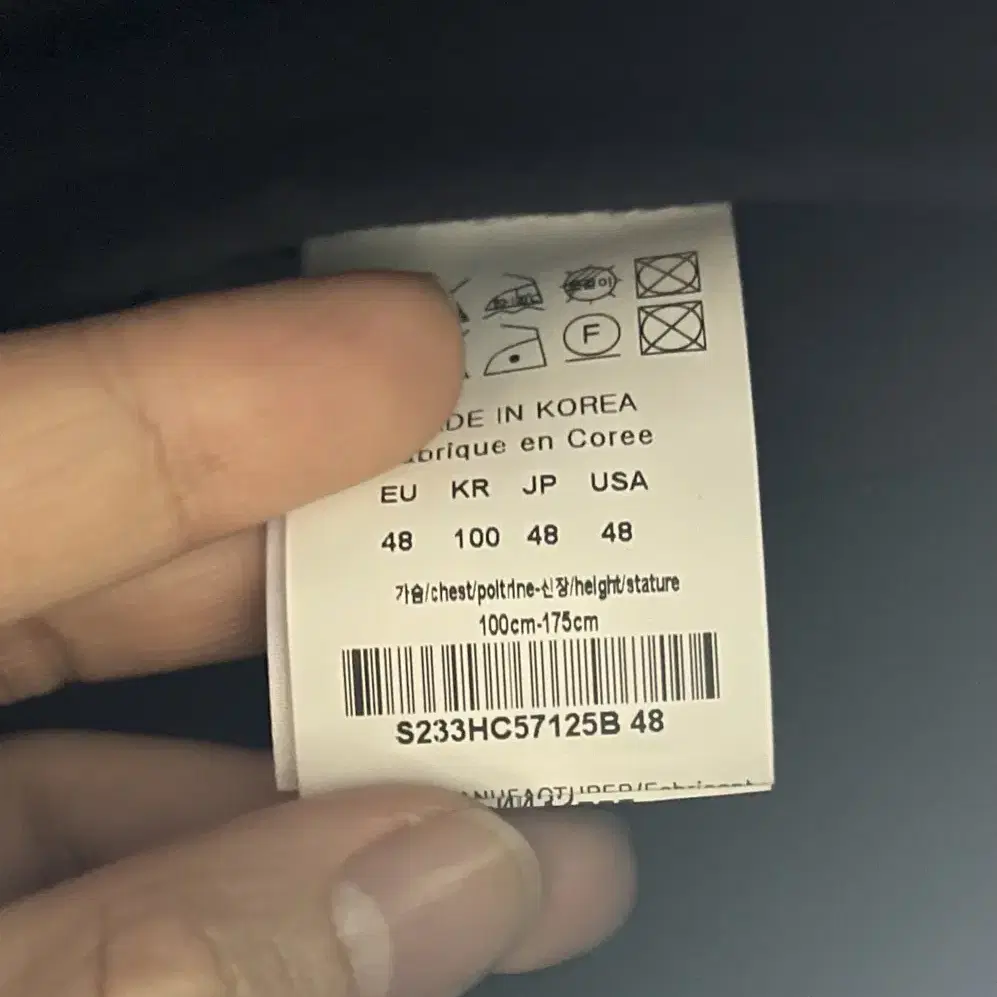 F
DE IN KOREA
brique en Coree
EU KR JP USA
48 100 48 48
가슴/chest/poitrine-신장/height/stature
100cm-175cm
S233HC57125B 48